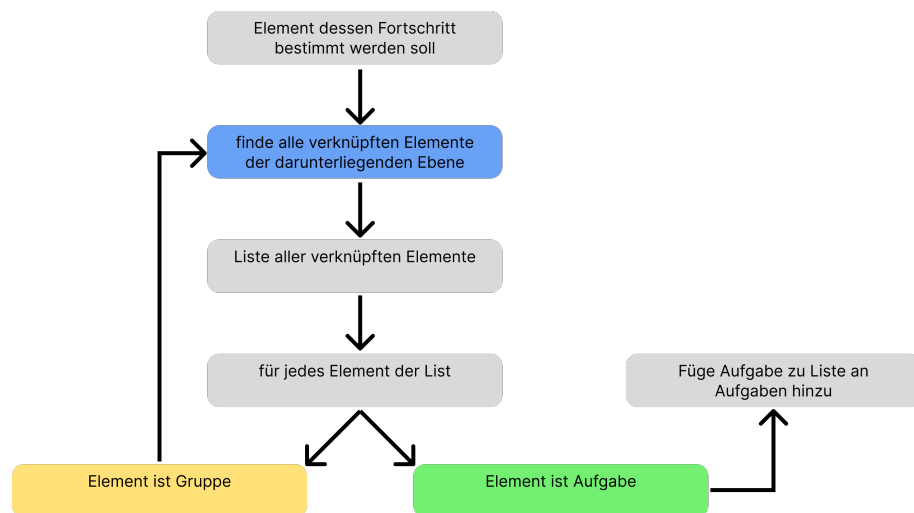 Element dessen Fortschritt
bestimmt werden soll
finde alle verknüpften Elemente
der darunterliegenden Ebene
Liste aller verknüpften Elemente
für jedes Element der List
Füge Aufgabe zu Liste an
Aufgaben hinzu
Element ist Gruppe
Element ist Aufgabe